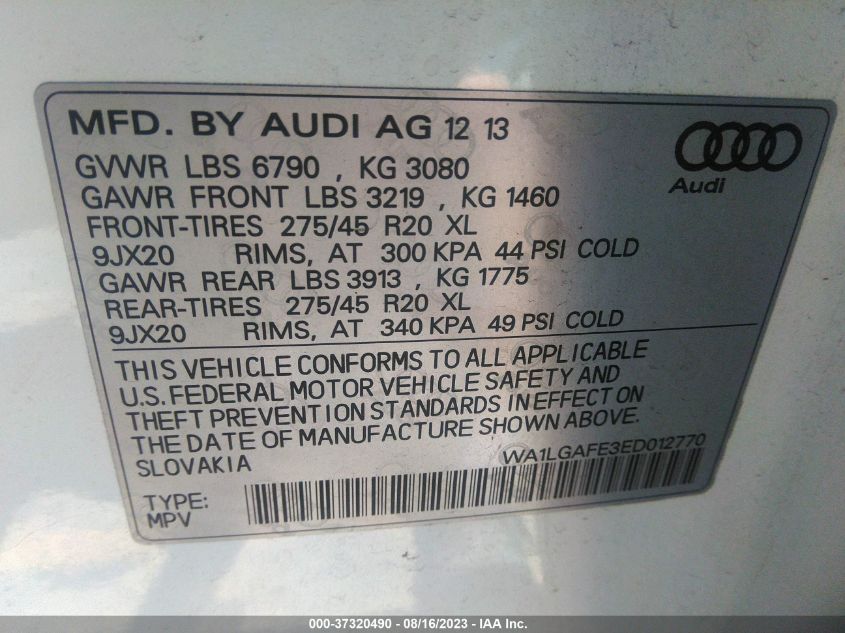 MFD. BY AUDI AG 12 13
Audi
GVWR LBS 6790 , KG 3080
GAWR FRONT LBS 3219 , KG 1460
FRONT-TIRES 275/45 R20 XL
9JX20 RIMS, AT 300 KPA 44 PSI COLD
GAWR REAR LBS 3913 , KG 1775
REAR-TIRES 275/45 R20 XL
9JX20 RIMS, AT 340 KPA 49 PSI COLD
THIS VEHICLE CONFORMS TO ALL APPLICABLE
U.S. FEDERAL MOTOR VEHICLE SAFETY AND
THEFT PREVENTION STANDARDS IN EFFECT ON
THE DATE OF MANUFACTURE SHOWN ABOVE.
SLOVAKIA
WA1LGAFE3ED012770
TYPE:
MPV
000-37320490 - 08/16/2023 - IAA Inc.